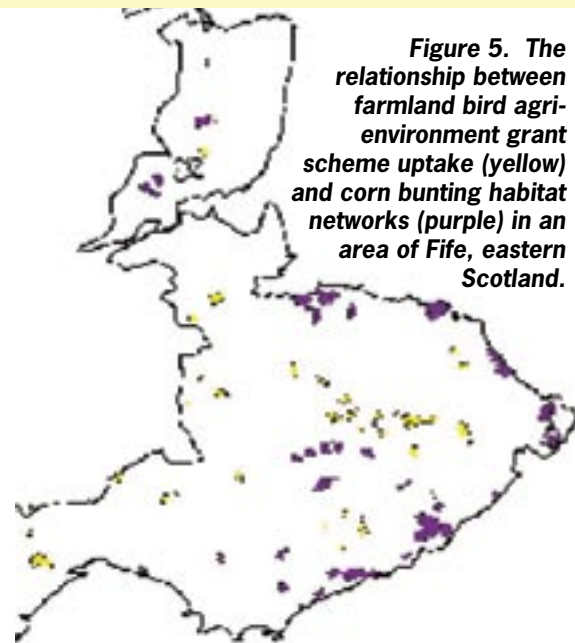 Figure 5. The
relationship between
farmland bird agri-
environment grant
scheme uptake (yellow)
and corn bunting habitat
networks (purple) in an
area of Fife, eastern
Scotland.